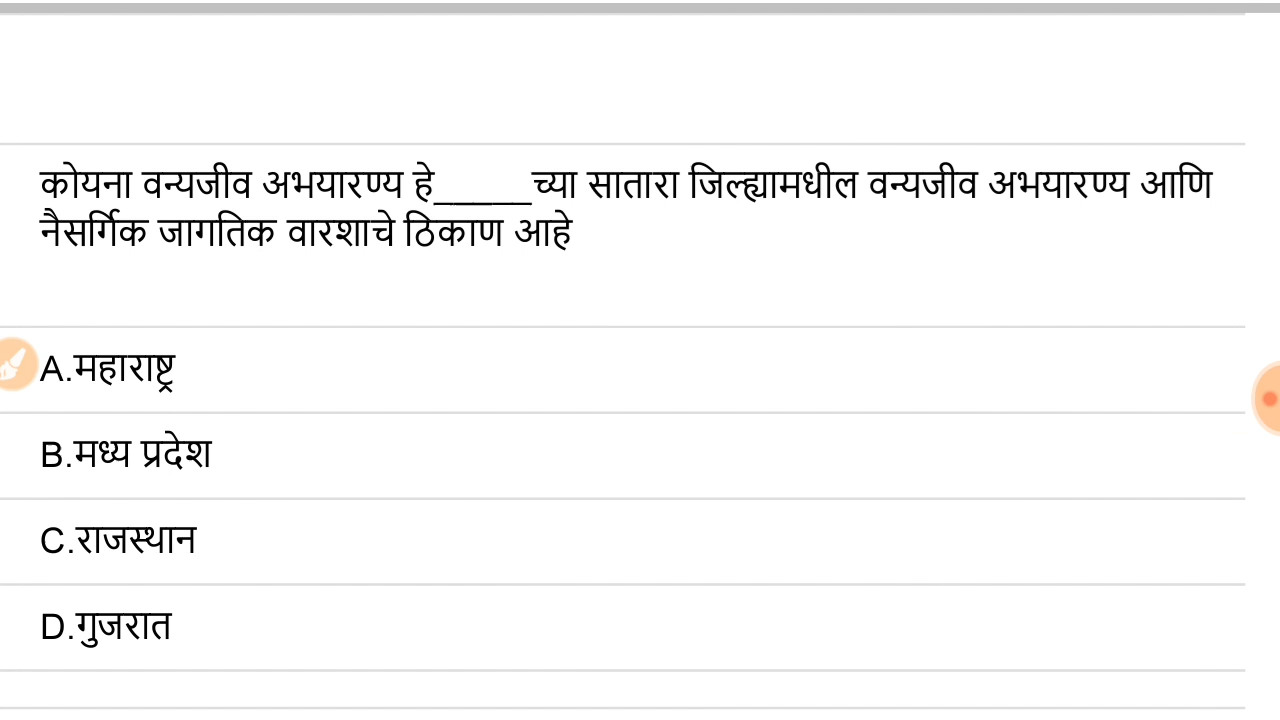 कोयना वन्यजीव अभयारण्य हे_____च्या सातारा जिल्ह्यामधील वन्यजीव अभयारण्य आणि
नैसर्गिक जागतिक वारशाचे ठिकाण आहे
A.महाराष्ट्र
B.मध्य प्रदेश
C.राजस्थान
D.गुजरात